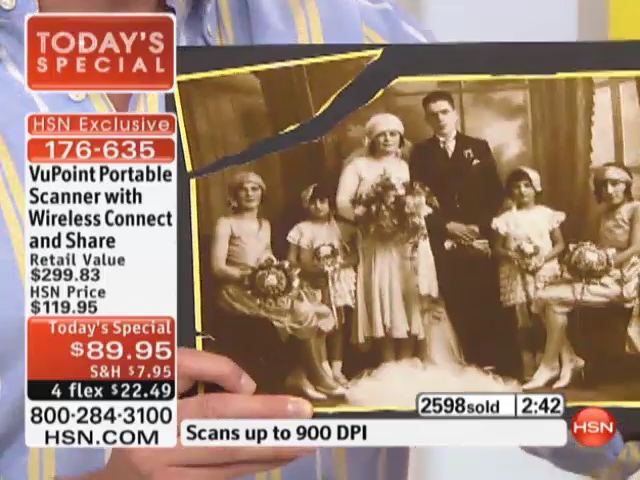 TODAY'S
SPECIAL
HSN Exclusive
176-635
VuPoint Portable
Scanner with
Wireless Connect
and Share
Retail Value
$299.83
HSN Price
$119.95
Today's Special
$89.95
S&H $7.95
4 flex $22.49
800-284-3100
HSN.COM
2598sold 2:42
Scans up to 900 DPI
HSN